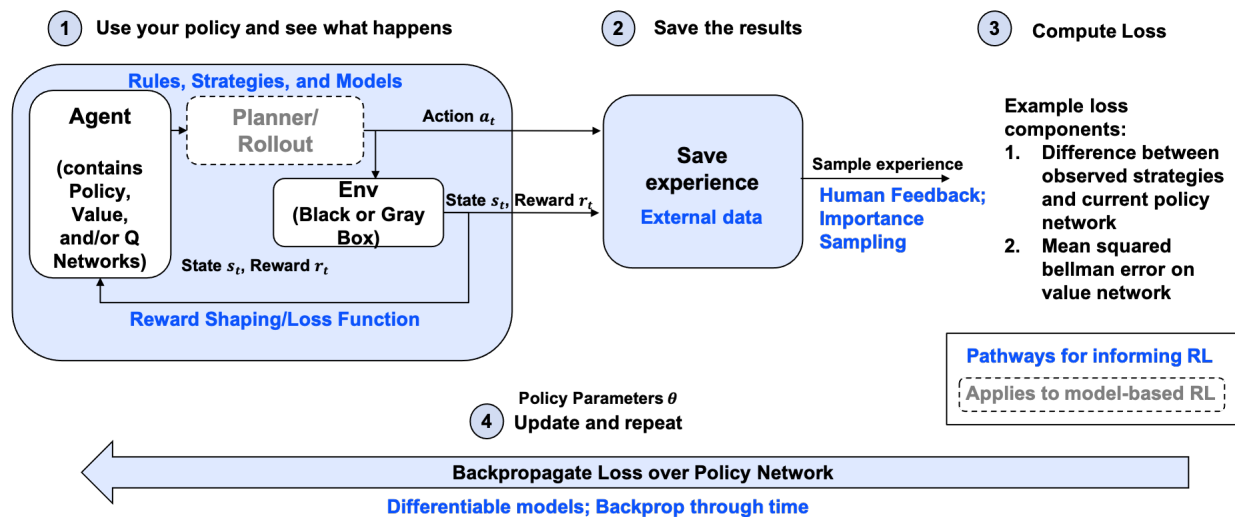 1 Use your policy and see what happens
2 Save the results
3 Compute Loss
Rules, Strategies, and Models
Agent
(contains
Policy,
Value,
and/or Q
Networks)
Planner/
Rollout
Action aₜ
Env
(Black or Gray
Box)
State sₜ, Reward rₜ
State sₜ, Reward rₜ
Reward Shaping/Loss Function
Save
experience
External data
Sample experience
Human Feedback;
Importance
Sampling
Example loss
components:
1. Difference between
observed strategies
and current policy
network
2. Mean squared
bellman error on
value network
Pathways for informing RL
Applies to model-based RL
Policy Parameters θ
4 Update and repeat
Backpropagate Loss over Policy Network
Differentiable models; Backprop through time